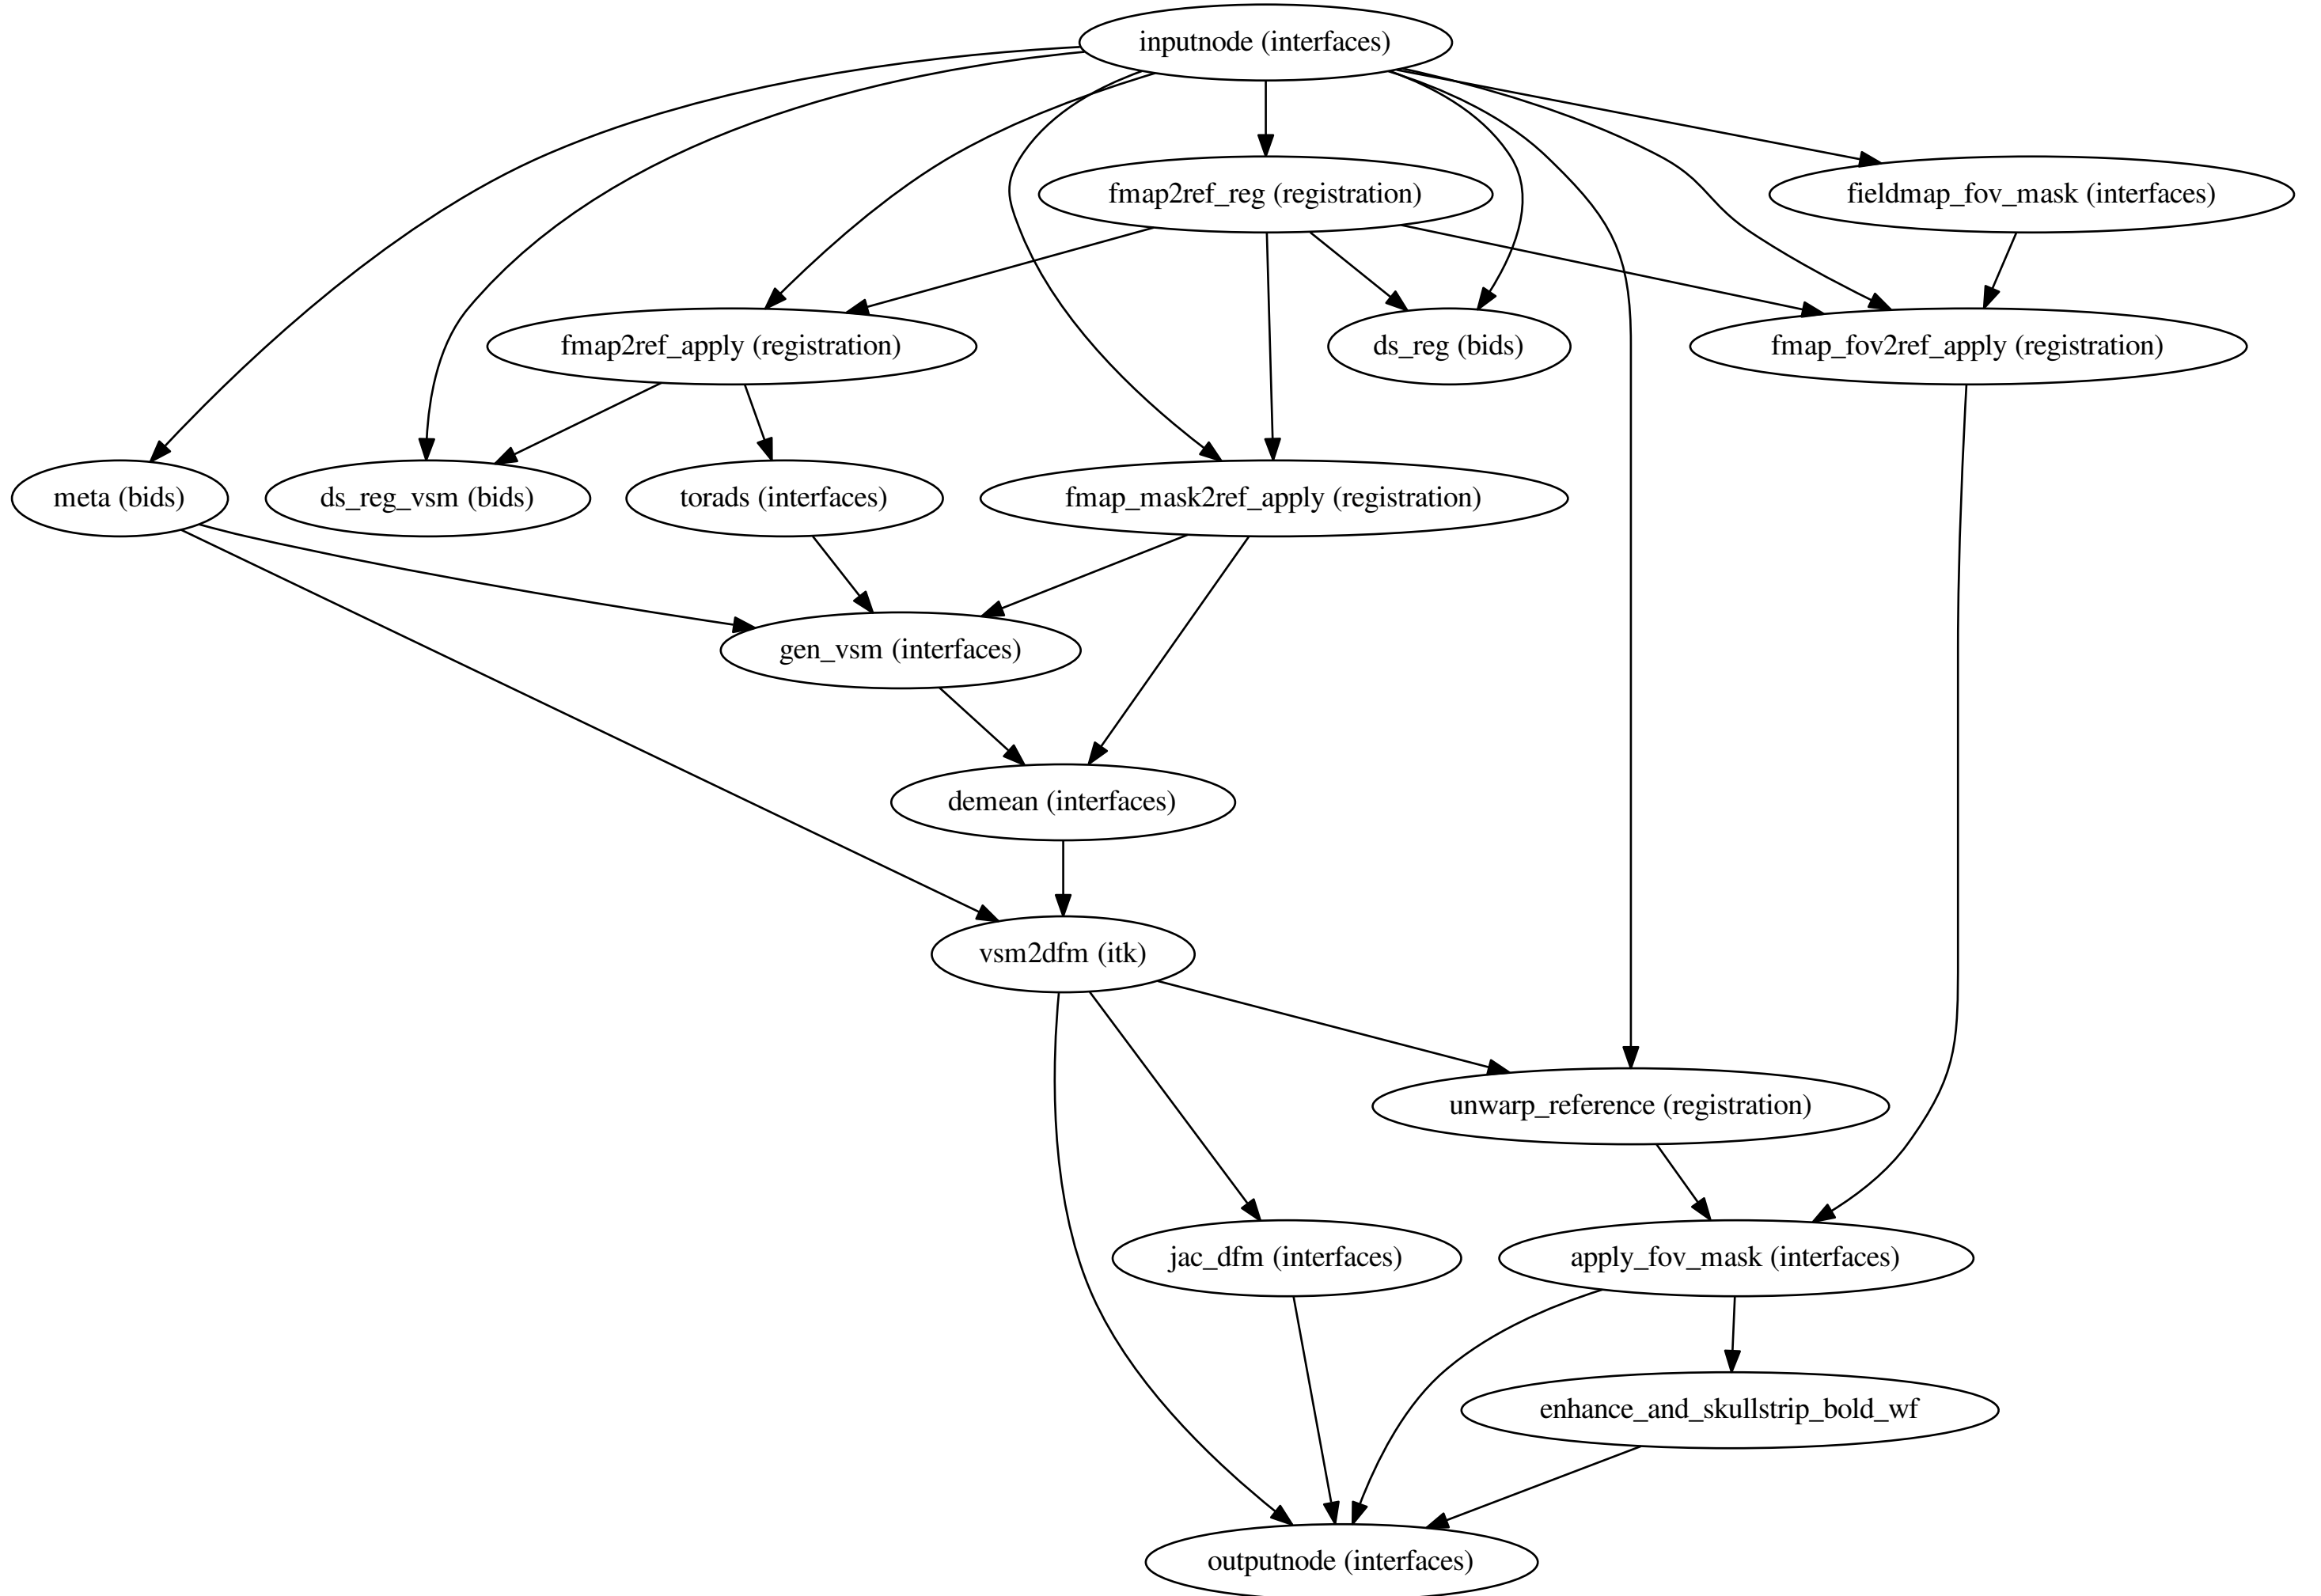 inputnode (interfaces)
fmap2ref_reg (registration)
fieldmap_fov_mask (interfaces)
fmap2ref_apply (registration)
ds_reg (bids)
fmap_fov2ref_apply (registration)
meta (bids)
ds_reg_vsm (bids)
torads (interfaces)
fmap_mask2ref_apply (registration)
gen_vsm (interfaces)
demean (interfaces)
vsm2dfm (itk)
unwarp_reference (registration)
jac_dfm (interfaces)
apply_fov_mask (interfaces)
enhance_and_skullstrip_bold_wf
outputnode (interfaces)